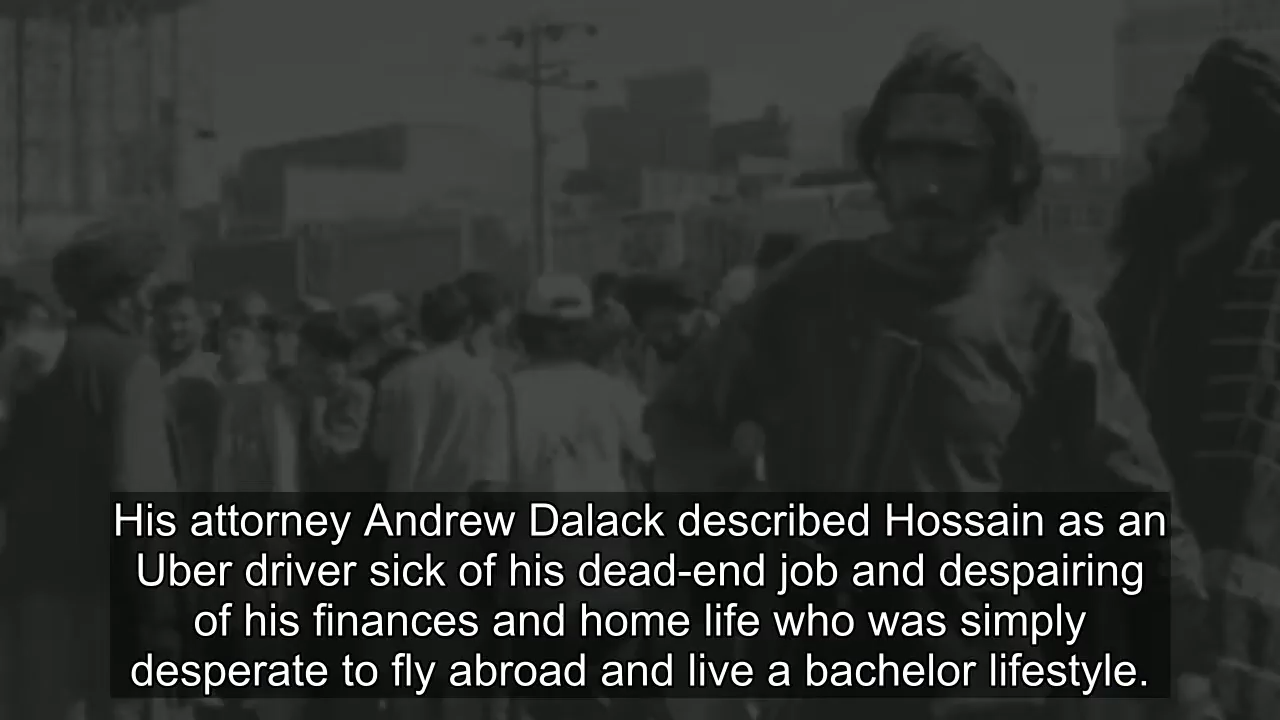 His attorney Andrew Dalack described Hossain as an
Uber driver sick of his dead-end job and despairing
of his finances and home life who was simply
desperate to fly abroad and live a bachelor lifestyle.